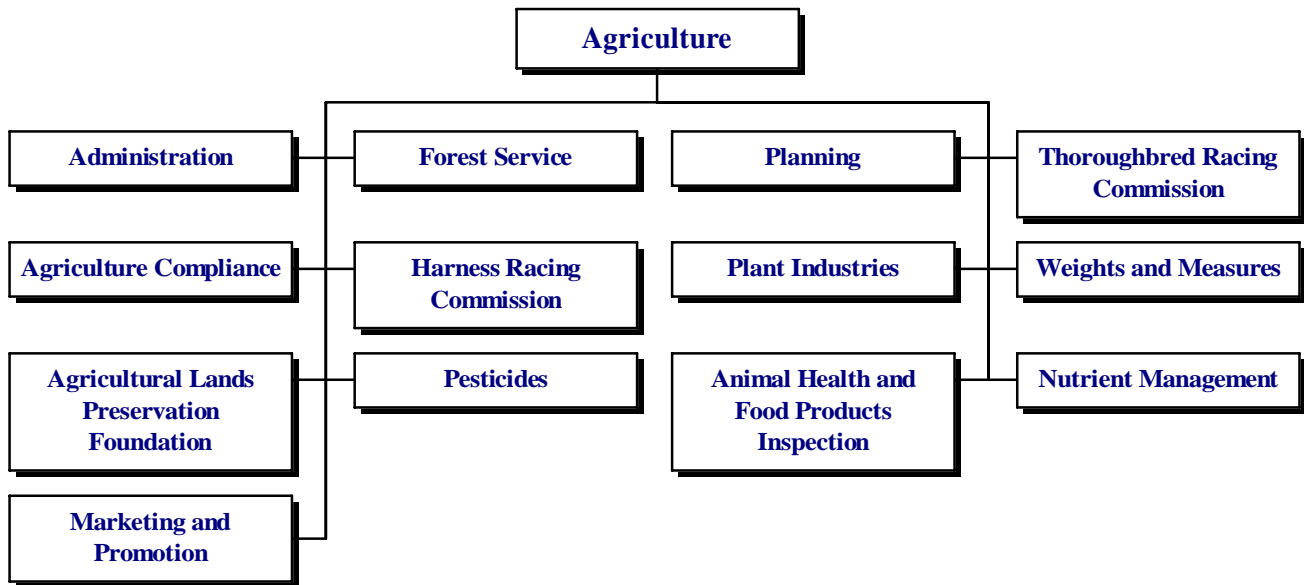 Agriculture
Administration
Forest Service
Planning
Thoroughbred Racing
Commission
Agriculture Compliance
Harness Racing
Commission
Plant Industries
Weights and Measures
Agricultural Lands
Preservation
Foundation
Pesticides
Animal Health and
Food Products
Inspection
Nutrient Management
Marketing and
Promotion